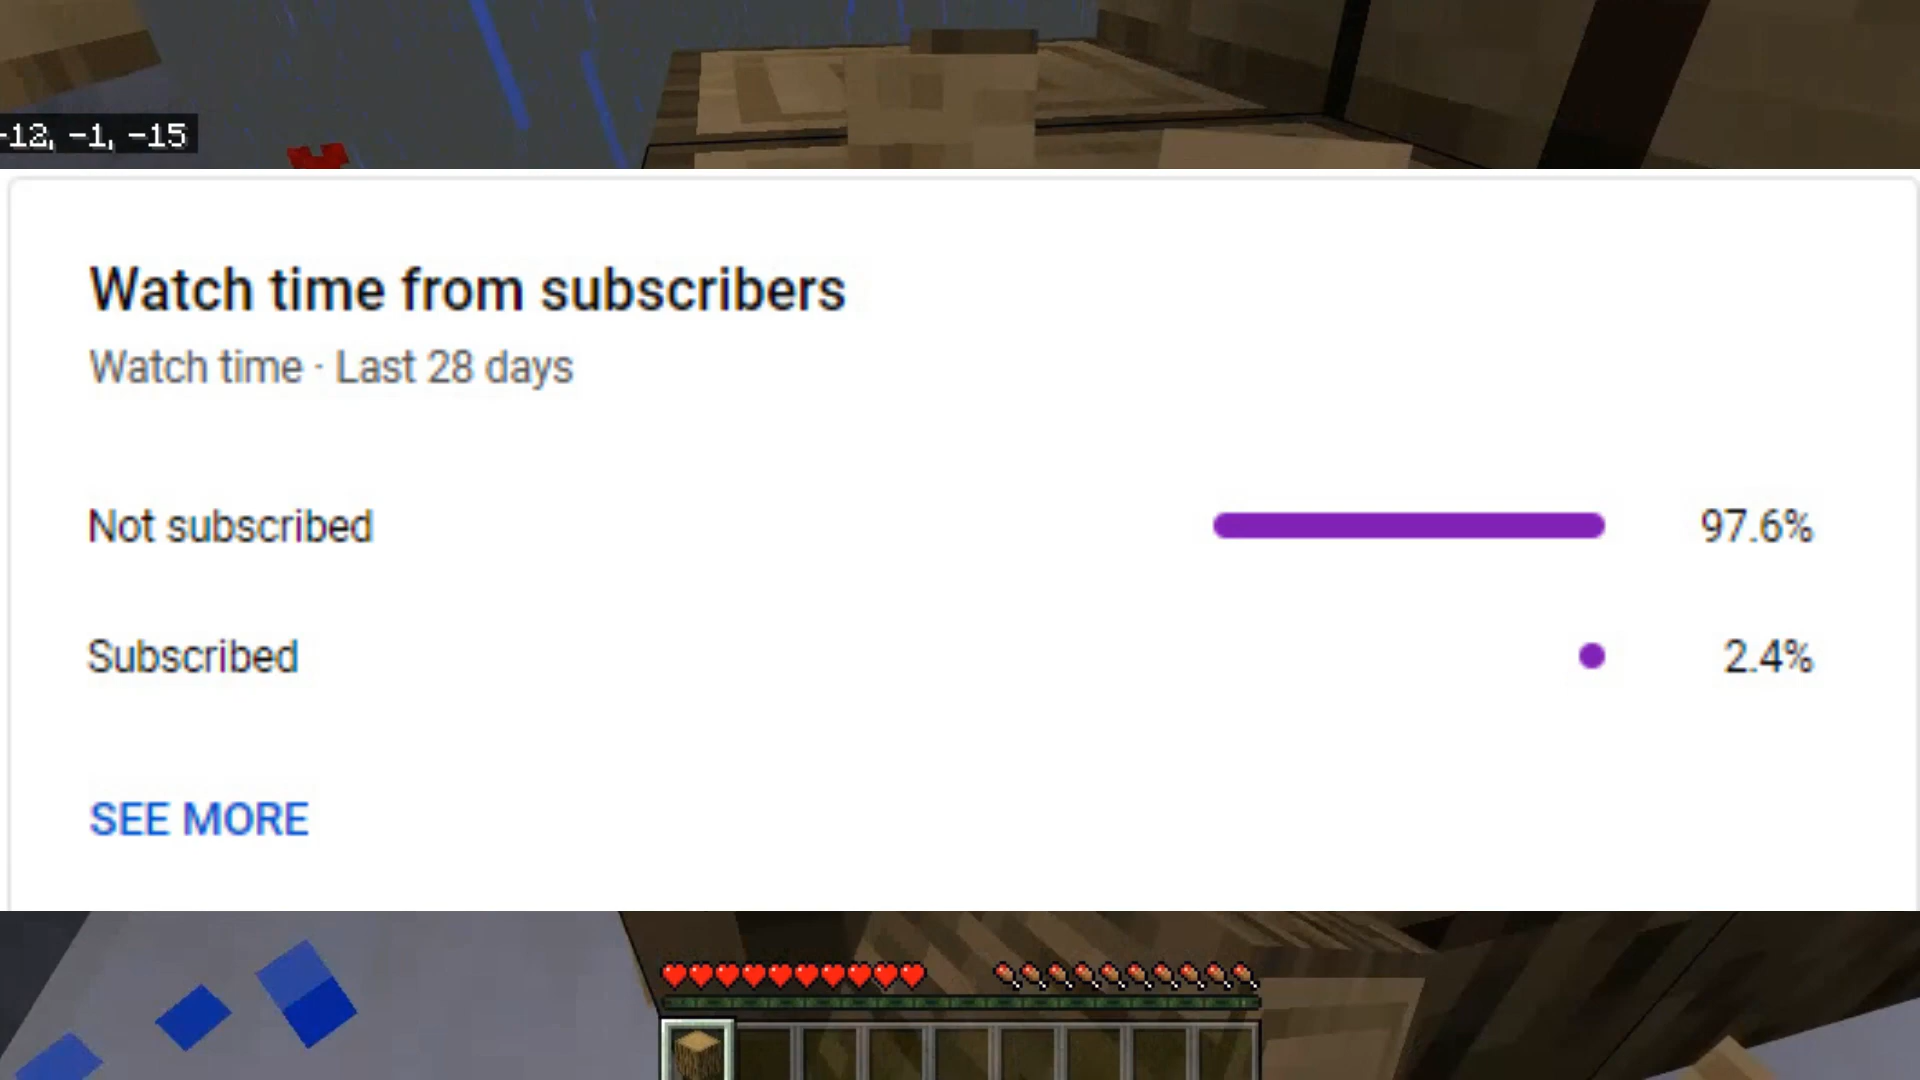 -12, -1, -15
Watch time from subscribers
Watch time · Last 28 days
Not subscribed 97.6%
Subscribed 2.4%
SEE MORE